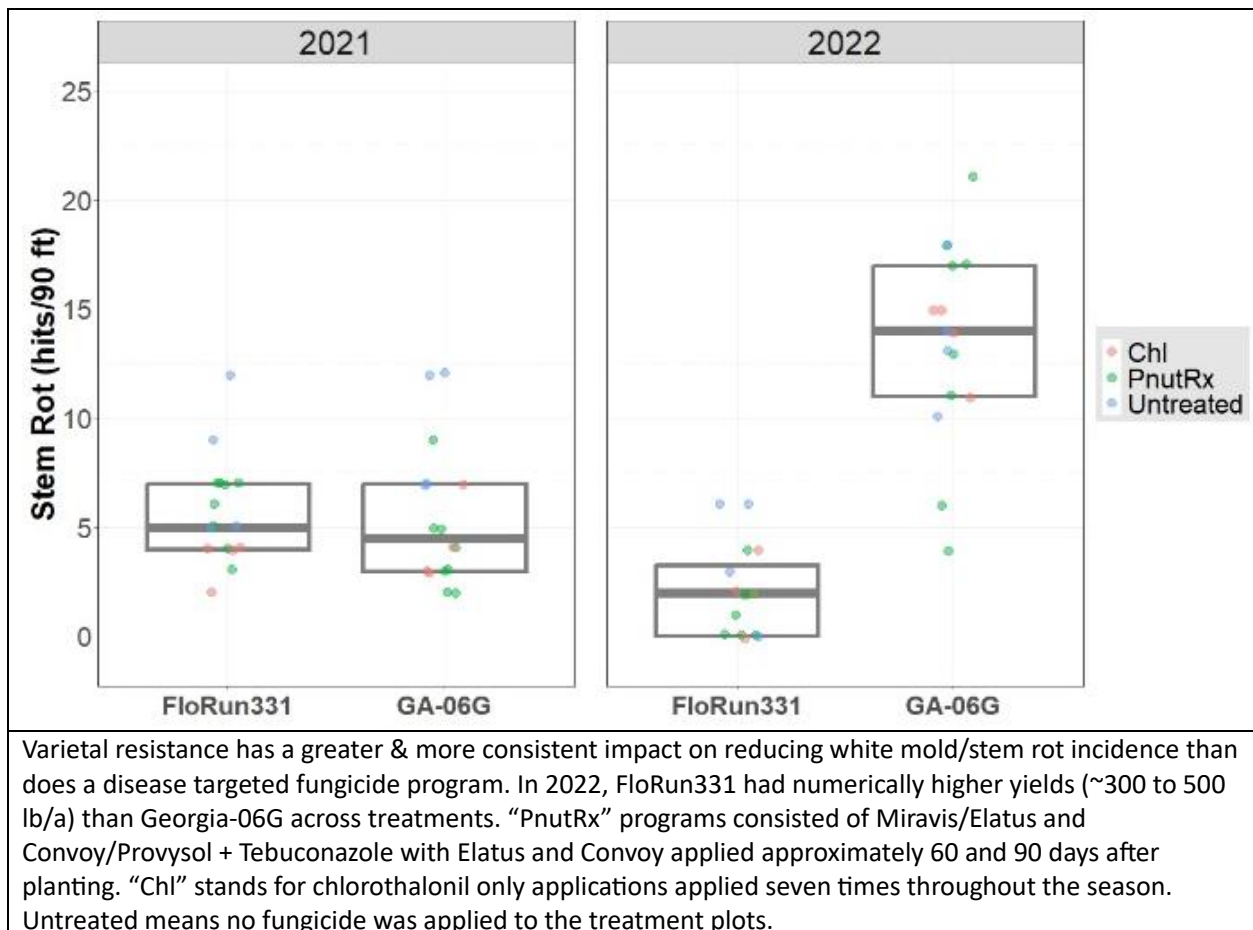 2021
2022
25
20
15
10
5
0
Stem Rot (hits/90 ft)
FloRun331
GA-06G
FloRun331
GA-06G
Chl
PnutRx
Untreated
Varietal resistance has a greater & more consistent impact on reducing white mold/stem rot incidence than
does a disease targeted fungicide program. In 2022, FloRun331 had numerically higher yields (~300 to 500
lb/a) than Georgia-06G across treatments. “PnutRx” programs consisted of Miravis/Elatus and
Convoy/Provysol + Tebuconazole with Elatus and Convoy applied approximately 60 and 90 days after
planting. “Chl” stands for chlorothalonil only applications applied seven times throughout the season.
Untreated means no fungicide was applied to the treatment plots.